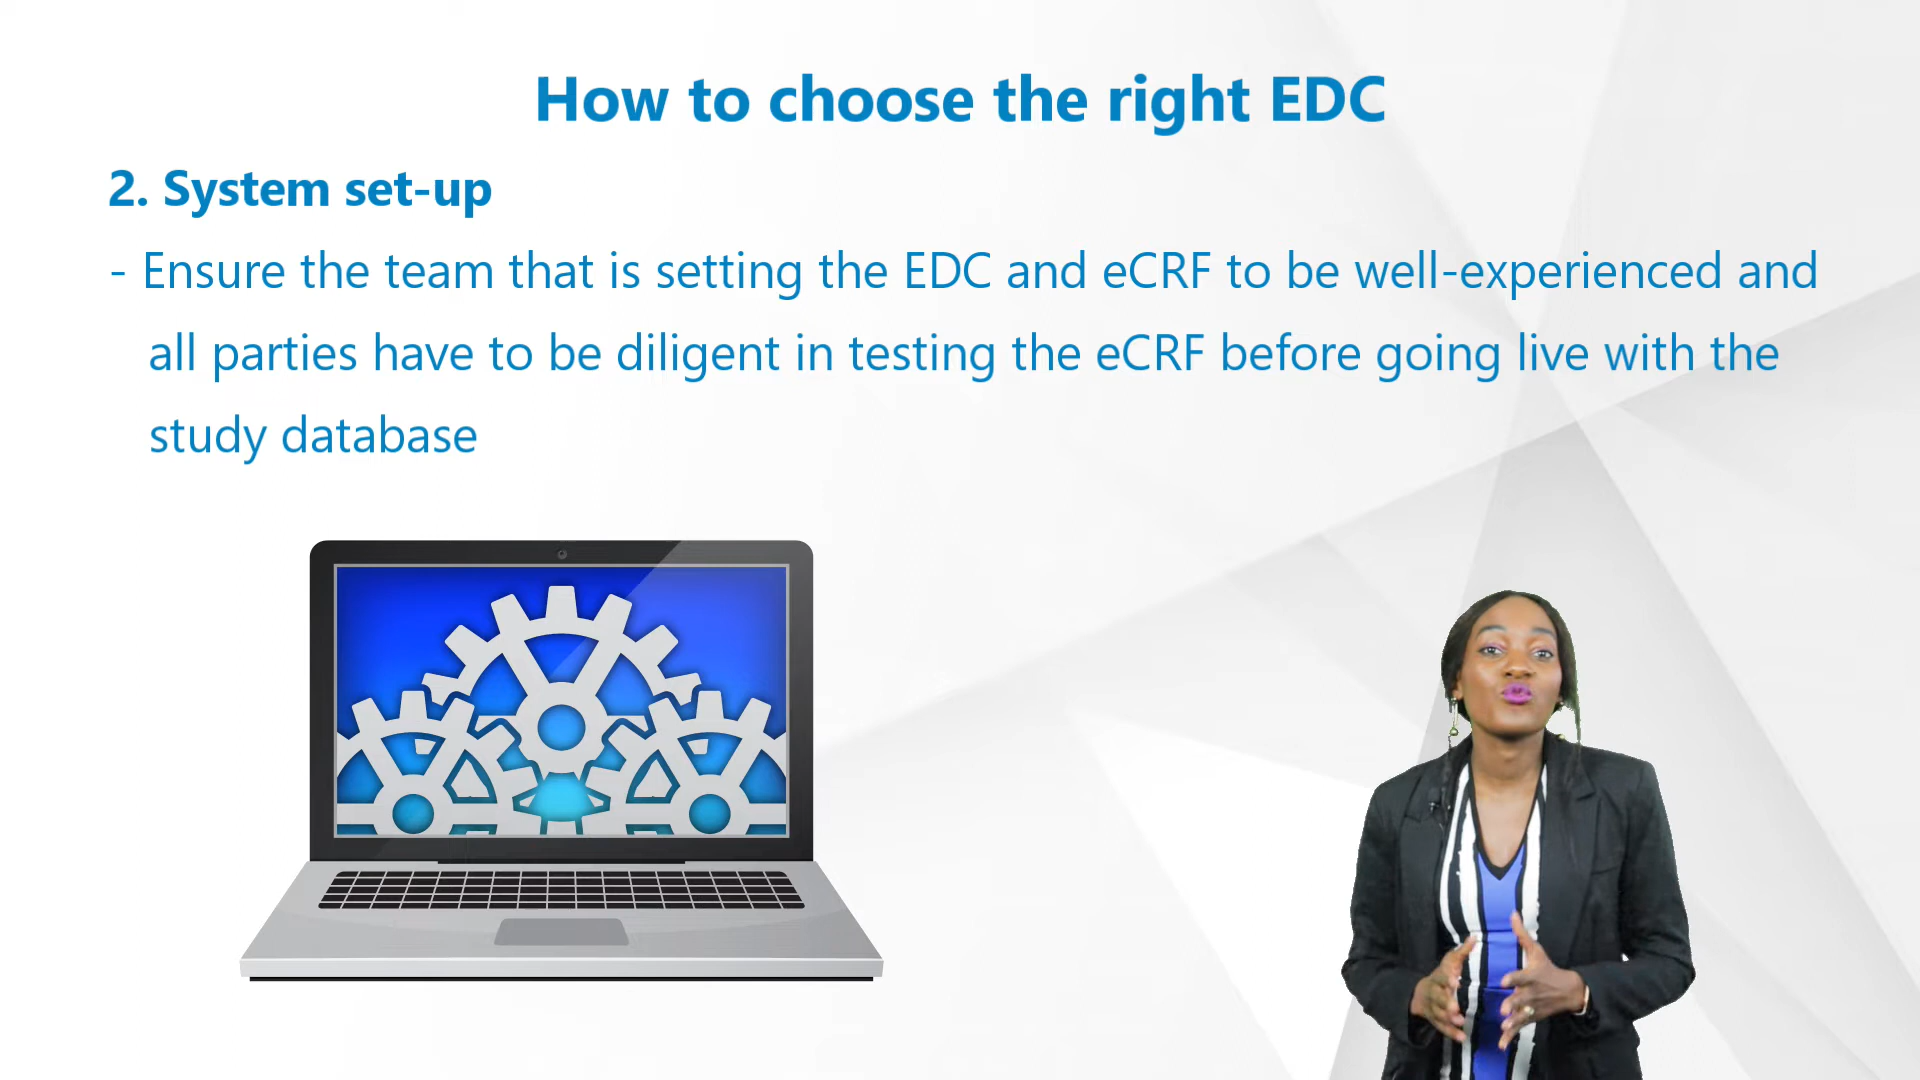 How to choose the right EDC
2. System set-up
- Ensure the team that is setting the EDC and eCRF to be well-experienced and
all parties have to be diligent in testing the eCRF before going live with the
study database